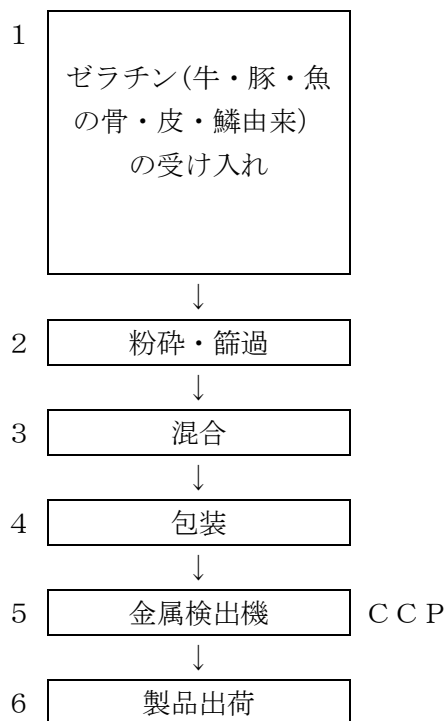 １
ゼラチン(牛・豚・魚
の骨・皮・鱗由来)
の受け入れ
↓
２ 粉砕・篩過
↓
３ 混合
↓
４ 包装
↓
５ 金属検出機 ＣＣＰ
↓
６ 製品出荷